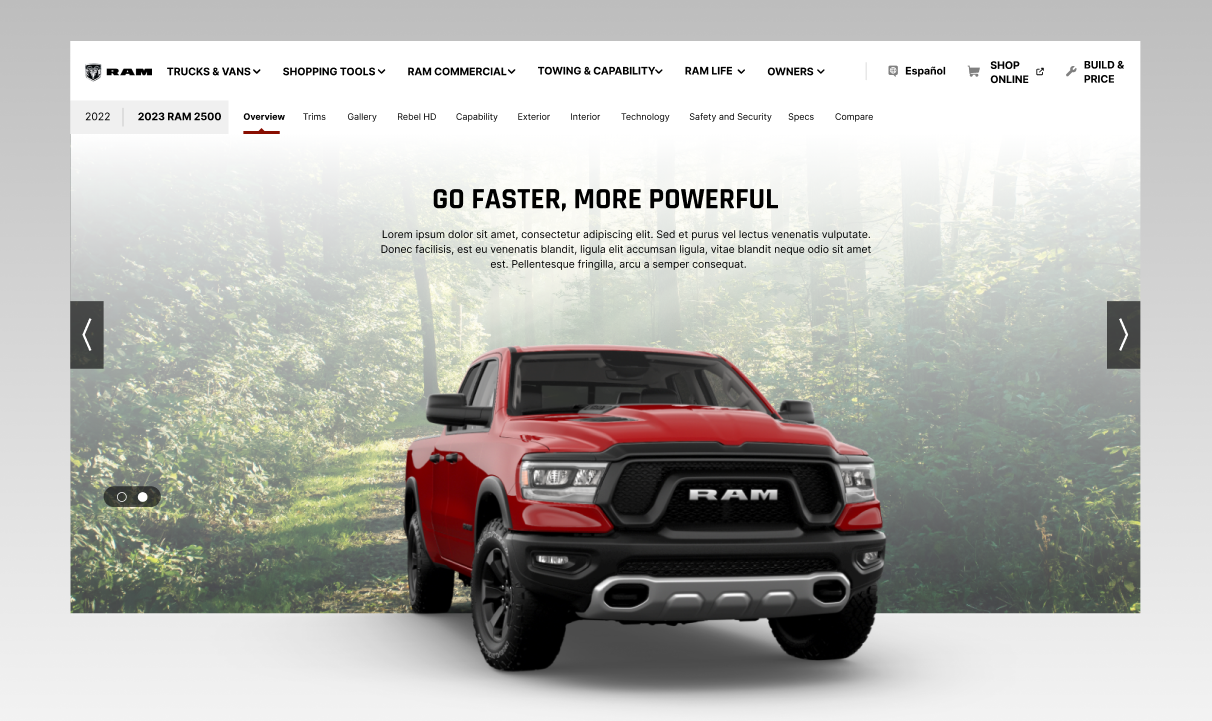 RAM
TRUCKS & VANS
SHOPPING TOOLS
RAM COMMERCIAL
TOWING & CAPABILITY
RAM LIFE
OWNERS
Español
SHOP
ONLINE
BUILD &
PRICE
2022
2023 RAM 2500
Overview
Trims
Gallery
Rebel HD
Capability
Exterior
Interior
Technology
Safety and Security
Specs
Compare
GO FASTER, MORE POWERFUL
Lorem ipsum dolor sit amet, consectetur adipiscing elit. Sed et purus vel lectus venenatis vulputate.
Donec facilisis, est eu venenatis blandit, ligula elit accumsan ligula, vitae blandit neque odio sit amet
est. Pellentesque fringilla, arcu a semper consequat.
RAM